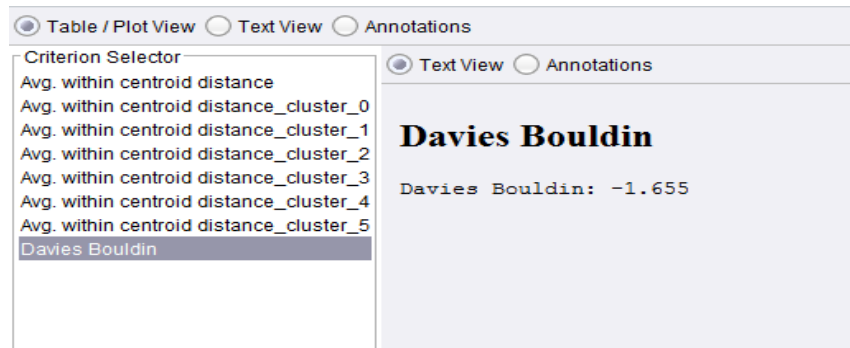 Table / Plot View Text View Annotations
Criterion Selector
Avg. within centroid distance
Avg. within centroid distance_cluster_0
Avg. within centroid distance_cluster_1
Avg. within centroid distance_cluster_2
Avg. within centroid distance_cluster_3
Avg. within centroid distance_cluster_4
Avg. within centroid distance_cluster_5
Davies Bouldin
Text View Annotations
Davies Bouldin
Davies Bouldin: -1.655